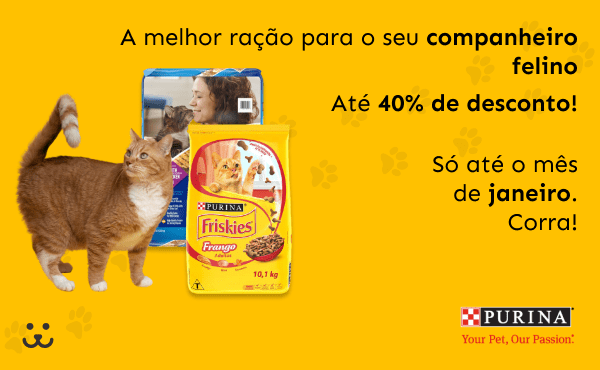 A melhor ração para o seu companheiro
felino
Até 40% de desconto!
Só até o mês
de janeiro.
Corra!
PURINA
Friskies
Frango
Adultos
10,1 kg
PURINA
Your Pet, Our Passion.